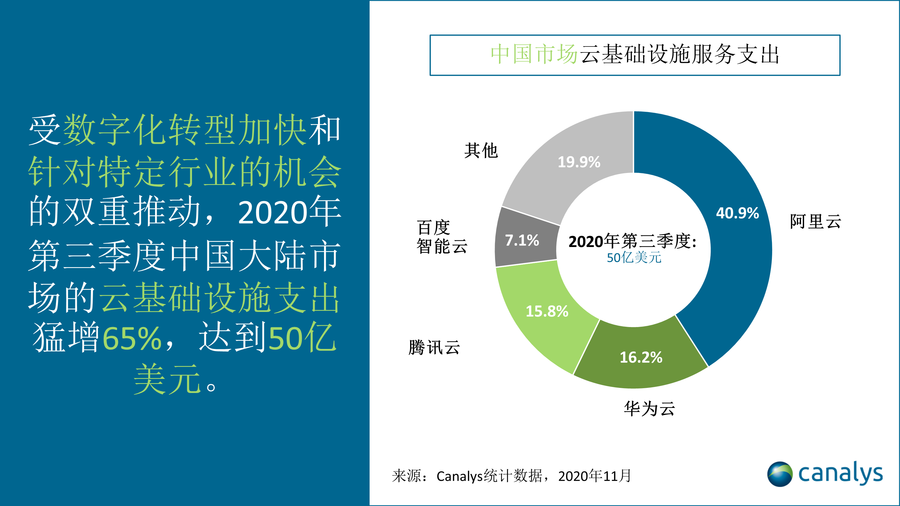 受数字化转型加快和
针对特定行业的机会
的双重推动，2020年
第三季度中国大陆市
场的云基础设施支出
猛增65%，达到50亿
美元。
中国市场云基础设施服务支出
其他
19.9%
40.9%
阿里云
百度
智能云
7.1%
2020年第三季度:
50亿美元
15.8%
腾讯云
16.2%
华为云
来源：Canalys统计数据，2020年11月
canalys